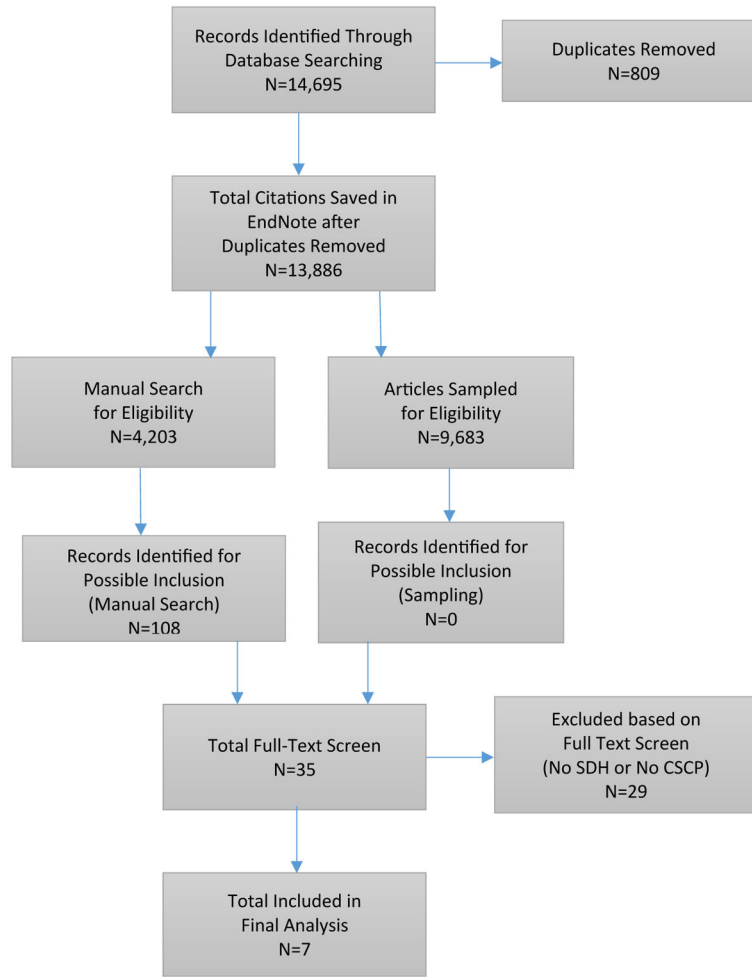 Records Identified Through
Database Searching
N=14,695
Duplicates Removed
N=809
Total Citations Saved in
EndNote after
Duplicates Removed
N=13,886
Manual Search
for Eligibility
N=4,203
Articles Sampled
for Eligibility
N=9,683
Records Identified for
Possible Inclusion
(Manual Search)
N=108
Records Identified for
Possible Inclusion
(Sampling)
N=0
Total Full-Text Screen
N=35
Excluded based on
Full Text Screen
(No SDH or No CSCP)
N=29
Total Included in
Final Analysis
N=7